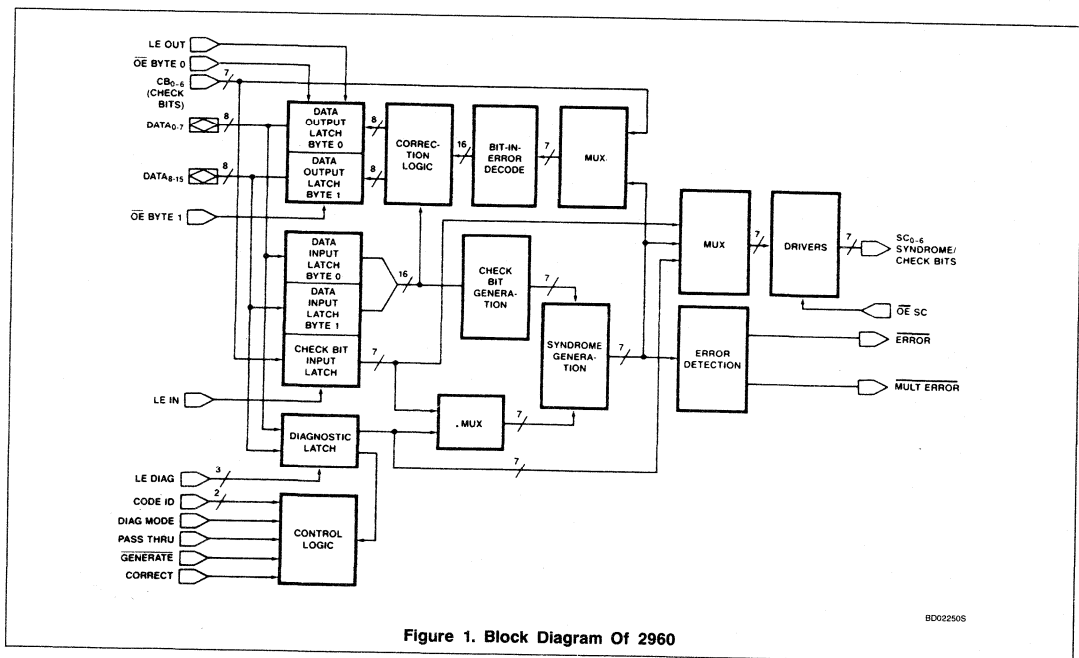 LE OUT
OE BYTE 0
CB0-6
(CHECK
BITS)
7
DATA0-7
8
DATA8-15
8
OE BYTE 1
DATA
OUTPUT
LATCH
BYTE 0
DATA
OUTPUT
LATCH
BYTE 1
8
8
CORREC-
TION
LOGIC
16
BIT-IN-
ERROR
DECODE
7
MUX
DATA
INPUT
LATCH
BYTE 0
DATA
INPUT
LATCH
BYTE 1
CHECK BIT
INPUT
LATCH
16
7
CHECK
BIT
GENERA-
TION
7
SYNDROME
GENERA-
TION
7
MUX
7
DRIVERS
7
SC0-6
SYNDROME/
CHECK BITS
OE SC
ERROR
DETECTION
ERROR
MULT ERROR
LE IN
. MUX
7
7
DIAGNOSTIC
LATCH
LE DIAG
3
CODE ID
2
DIAG MODE
PASS THRU
GENERATE
CORRECT
CONTROL
LOGIC
BD02250S
Figure 1. Block Diagram Of 2960